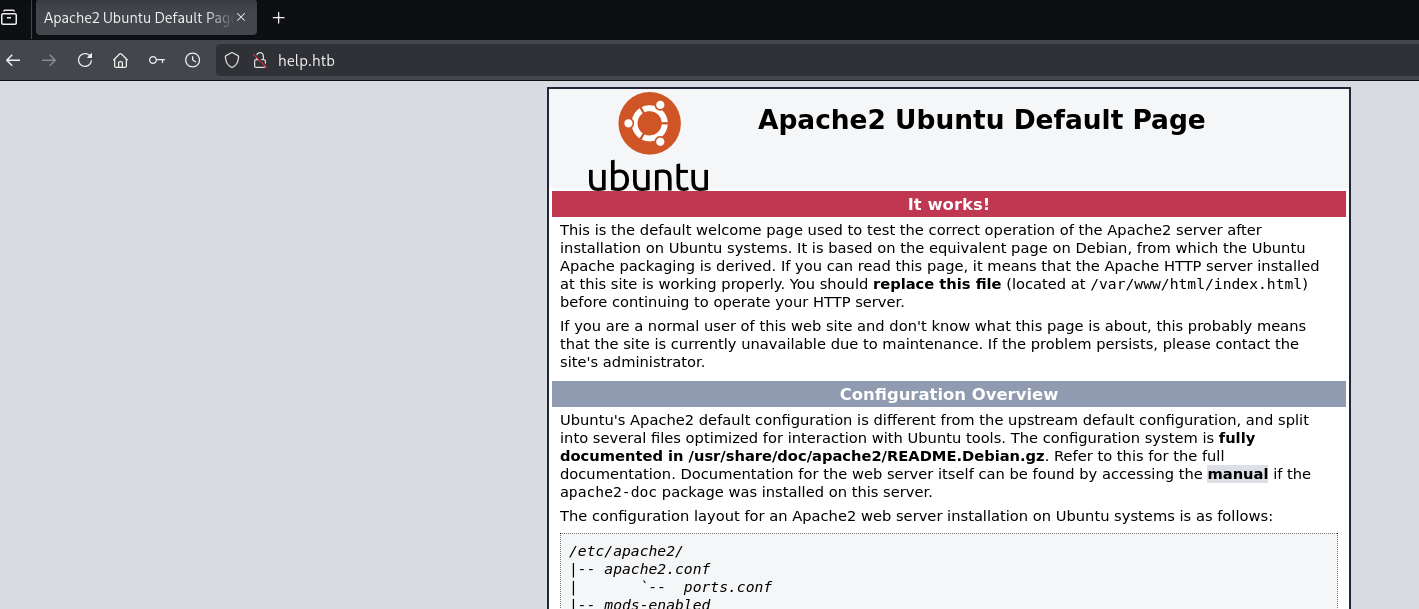 Apache2 Ubuntu Default Pag
help.htb
ubuntu
Apache2 Ubuntu Default Page
It works!
This is the default welcome page used to test the correct operation of the Apache2 server after
installation on Ubuntu systems. It is based on the equivalent page on Debian, from which the Ubuntu
Apache packaging is derived. If you can read this page, it means that the Apache HTTP server installed
at this site is working properly. You should replace this file (located at /var/www/html/index.html)
before continuing to operate your HTTP server.
If you are a normal user of this web site and don't know what this page is about, this probably means
that the site is currently unavailable due to maintenance. If the problem persists, please contact the
site's administrator.
Configuration Overview
Ubuntu's Apache2 default configuration is different from the upstream default configuration, and split
into several files optimized for interaction with Ubuntu tools. The configuration system is fully
documented in /usr/share/doc/apache2/README.Debian.gz. Refer to this for the full
documentation. Documentation for the web server itself can be found by accessing the manual if the
apache2-doc package was installed on this server.
The configuration layout for an Apache2 web server installation on Ubuntu systems is as follows:
/etc/apache2/
|-- apache2.conf
|       `--  ports.conf
|-- mods-enabled